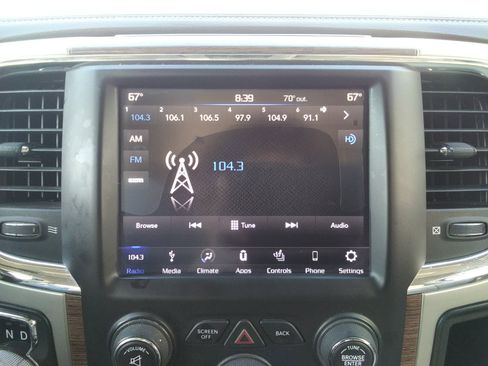 67° 8:39 70° out. 67°
1 2 3 4 5 6
104.3 106.1 106.5 97.9 104.9 91.1
AM
FM
104.3
Browse Tune Audio
104.3
Radio Media Climate Apps Controls Phone Settings
SCREEN OFF BACK
VOLUME TUNE
BROWSE ENTER
N D